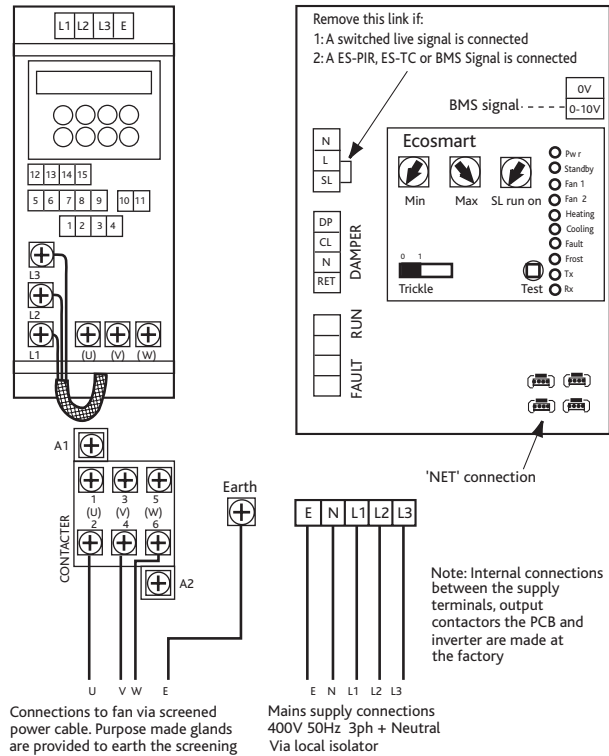 L1 L2 L3 E
12 13 14 15
5 6 7 8 9 10 11
1 2 3 4
L3
L2
L1 (U) (V) (W)
A1
1 3 5
(U) (V) (W)
2 4 6
CONTACTER
A2
Earth
U V W E
Connections to fan via screened
power cable. Purpose made glands
are provided to earth the screening
Remove this link if:
1: A switched live signal is connected
2: A ES-PIR, ES-TC or BMS Signal is connected
0V
BMS signal 0-10V
N
L
SL
Ecosmart
Min Max SL run on
Pwr
Standby
Fan 1
Fan 2
Heating
Cooling
Fault
Frost
Tx
Rx
DP
CL
N
RET
DAMPER
0 1
Trickle
Test
RUN
FAULT
'NET' connection
E N L1 L2 L3
Note: Internal connections
between the supply
terminals, output
contactors the PCB and
inverter are made at
the factory
E N L1 L2 L3
Mains supply connections
400V 50Hz 3ph + Neutral
Via local isolator